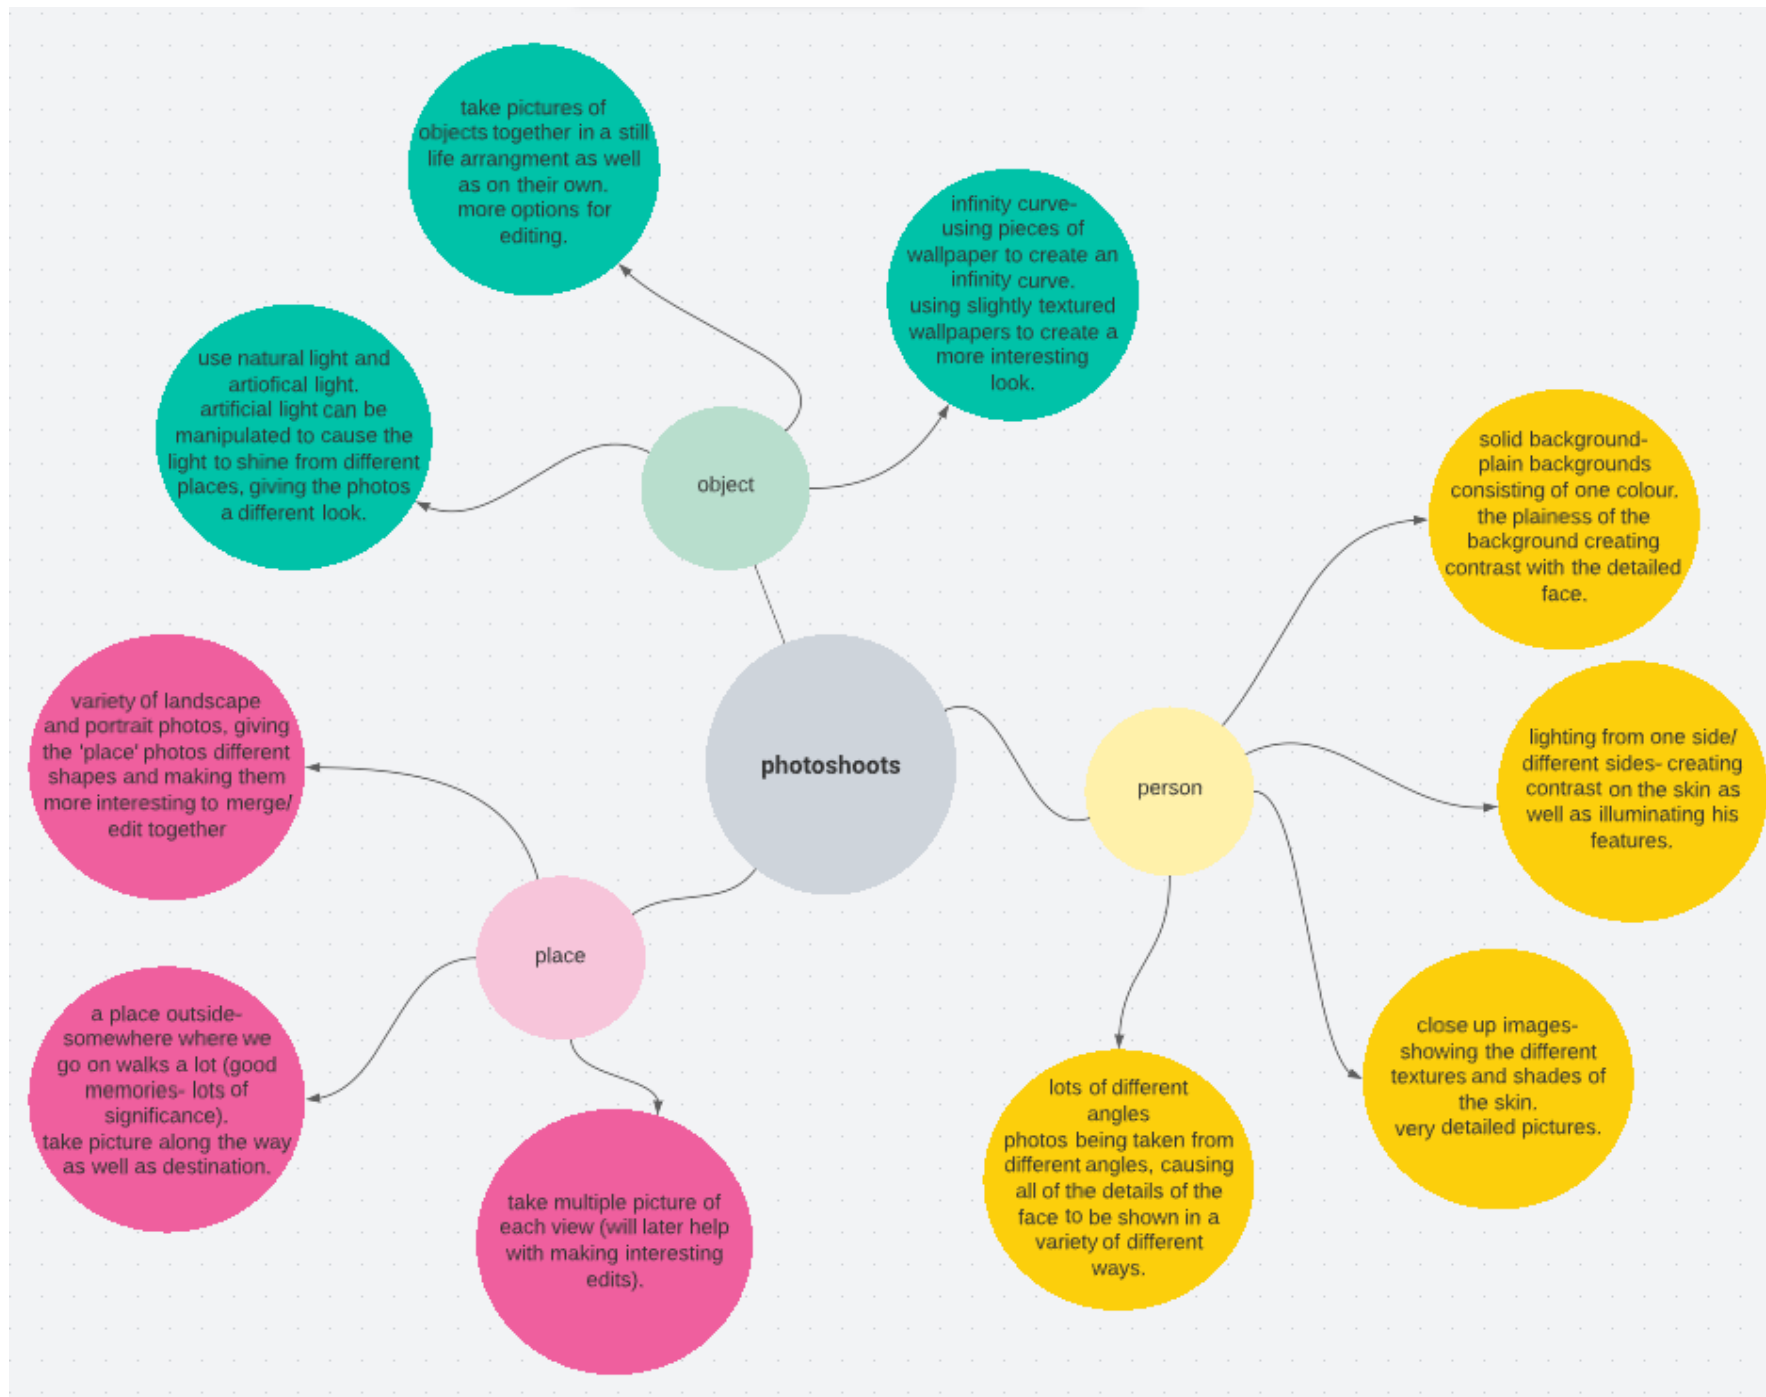 take pictures of
objects together in a still
life arrangment as well
as on their own.
more options for
editing.
infinity curve-
using pieces of
wallpaper to create an
infinity curve.
using slightly textured
wallpapers to create a
more interesting
look.
use natural light and
artiofical light.
artificial light can be
manipulated to cause the
light to shine from different
places, giving the photos
a different look.
object
solid background-
plain backgrounds
consisting of one colour.
the plainess of the
background creating
contrast with the detailed
face.
variety of landscape
and portrait photos, giving
the 'place' photos different
shapes and making them
more interesting to merge/
edit together
photoshoots
person
lighting from one side/
different sides- creating
contrast on the skin as
well as illuminating his
features.
place
a place outside-
somewhere where we
go on walks a lot (good
memories- lots of
significance).
take picture along the way
as well as destination.
close up images-
showing the different
textures and shades of
the skin.
very detailed pictures.
lots of different
angles
photos being taken from
different angles, causing
all of the details of the
face to be shown in a
variety of different
ways.
take multiple picture of
each view (will later help
with making interesting
edits).